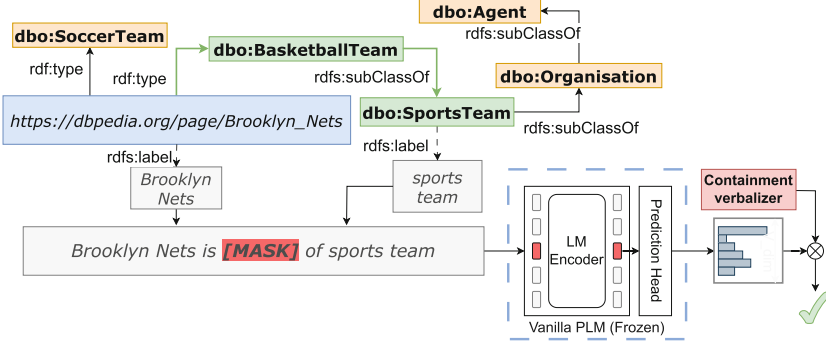 dbo:Agent
rdfs:subClassOf
dbo:SoccerTeam
dbo:BasketballTeam
rdf:type
rdf:type
rdfs:subClassOf
dbo:Organisation
https://dbpedia.org/page/Brooklyn_Nets
dbo:SportsTeam
rdfs:subClassOf
rdfs:label
rdfs:label
Brooklyn
Nets
sports
team
Brooklyn Nets is [MASK] of sports team
LM
Encoder
Prediction Head
Vanilla PLM (Frozen)
Containment
verbalizer